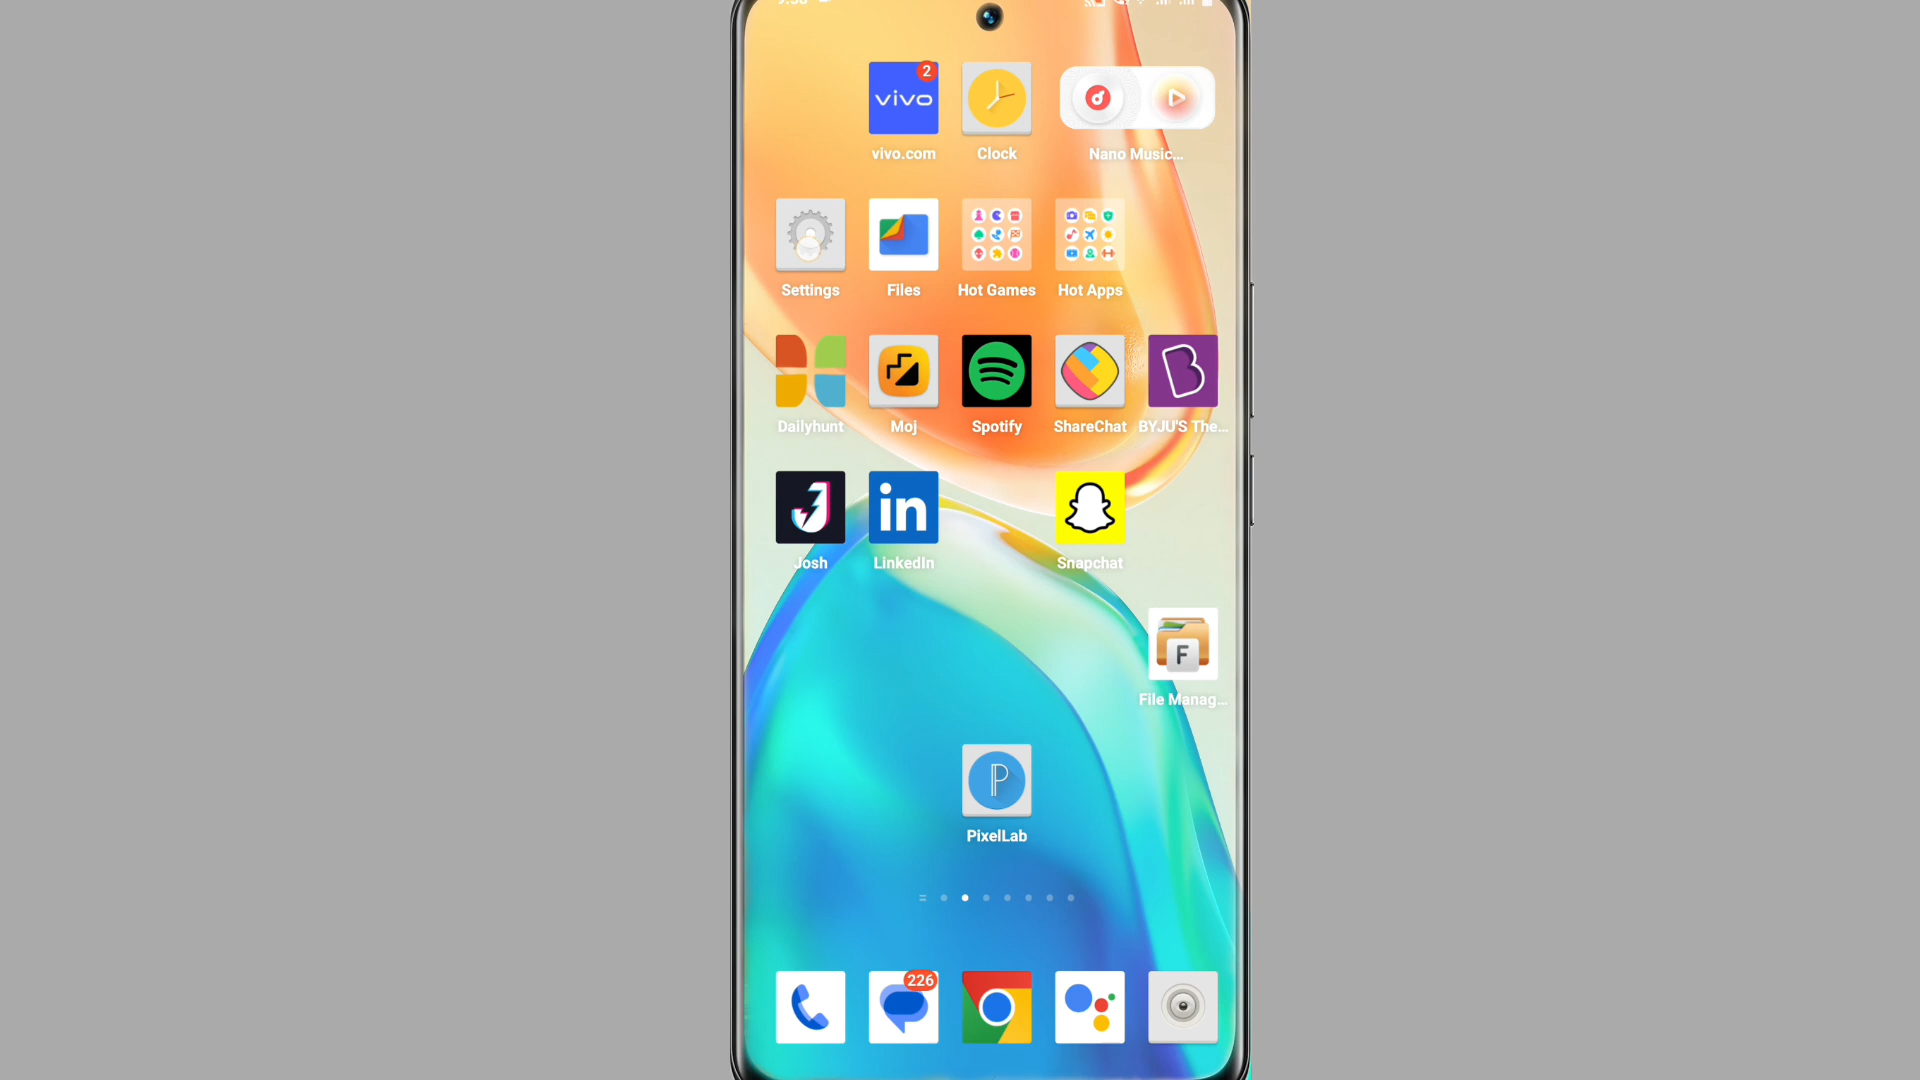 2
vivo
vivo.com
Clock
Nano Music...
Settings
Files
Hot Games
Hot Apps
Dailyhunt
Moj
Spotify
ShareChat
BYJU'S The...
in
Josh
LinkedIn
Snapchat
F
File Manag...
P
PixelLab
226